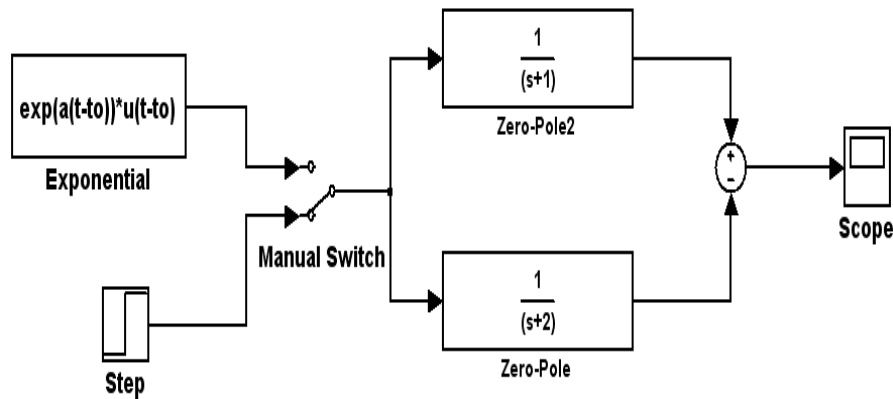 exp(a(t-to))*u(t-to)
Exponential
Step
Manual Switch
1
(s+1)
Zero-Pole2
1
(s+2)
Zero-Pole
+
−
Scope